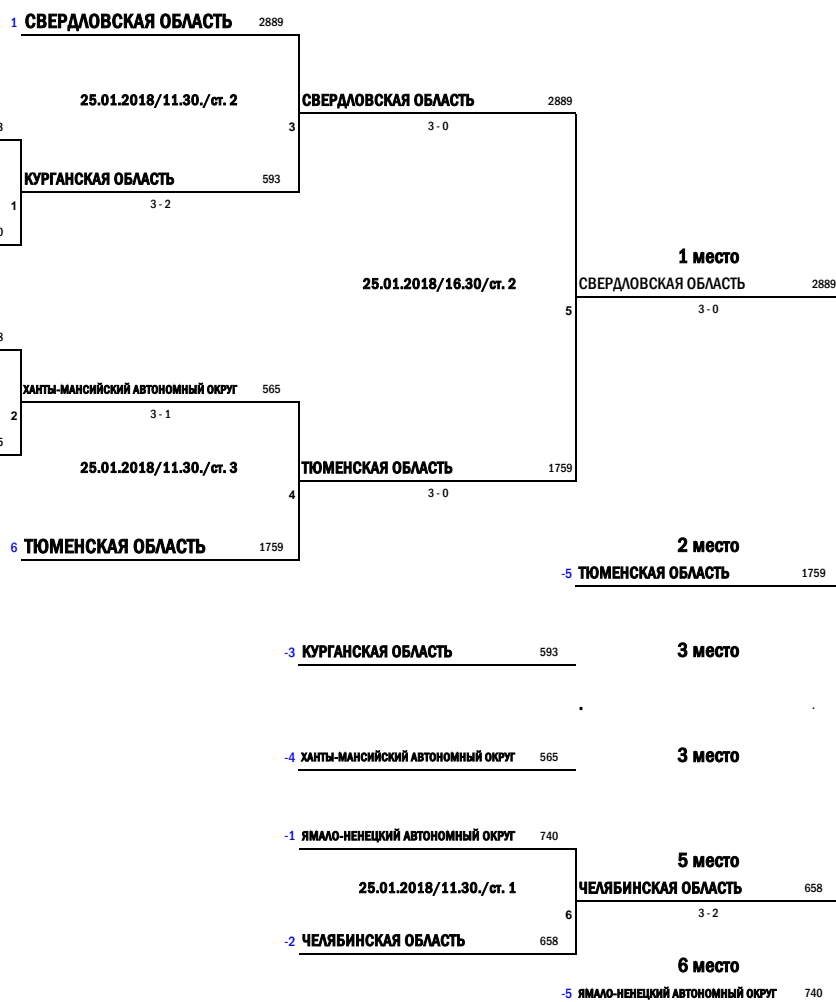 1 СВЕРДЛОВСКАЯ ОБЛАСТЬ 2889
25.01.2018/11.30./ст. 2
СВЕРДЛОВСКАЯ ОБЛАСТЬ 2889
3
3 - 0
КУРГАНСКАЯ ОБЛАСТЬ 593
1
3 - 2
1 место
25.01.2018/16.30/ст. 2
СВЕРДЛОВСКАЯ ОБЛАСТЬ 2889
5
3 - 0
ХАНТЫ-МАНСИЙСКИЙ АВТОНОМНЫЙ ОКРУГ 565
2
3 - 1
25.01.2018/11.30./ст. 3
ТЮМЕНСКАЯ ОБЛАСТЬ 1759
4
3 - 0
6 ТЮМЕНСКАЯ ОБЛАСТЬ 1759
2 место
-5 ТЮМЕНСКАЯ ОБЛАСТЬ 1759
-3 КУРГАНСКАЯ ОБЛАСТЬ 593
3 место
. .
-4 ХАНТЫ-МАНСИЙСКИЙ АВТОНОМНЫЙ ОКРУГ 565
3 место
-1 ЯМАЛО-НЕНЕЦКИЙ АВТОНОМНЫЙ ОКРУГ 740
5 место
25.01.2018/11.30./ст. 1
ЧЕЛЯБИНСКАЯ ОБЛАСТЬ 658
6
3 - 2
-2 ЧЕЛЯБИНСКАЯ ОБЛАСТЬ 658
6 место
-5 ЯМАЛО-НЕНЕЦКИЙ АВТОНОМНЫЙ ОКРУГ 740